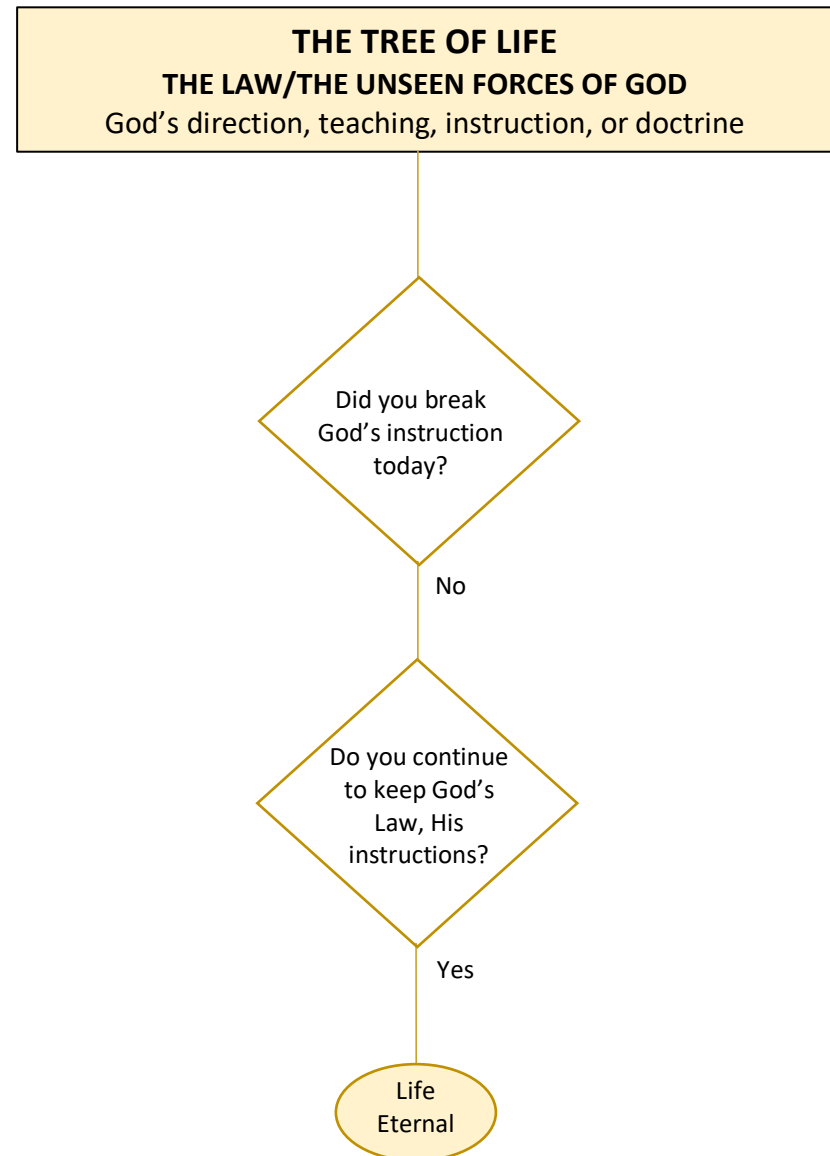 THE TREE OF LIFE
THE LAW/THE UNSEEN FORCES OF GOD
God’s direction, teaching, instruction, or doctrine
Did you break
God’s instruction
today?
No
Do you continue
to keep God’s
Law, His
instructions?
Yes
Life
Eternal